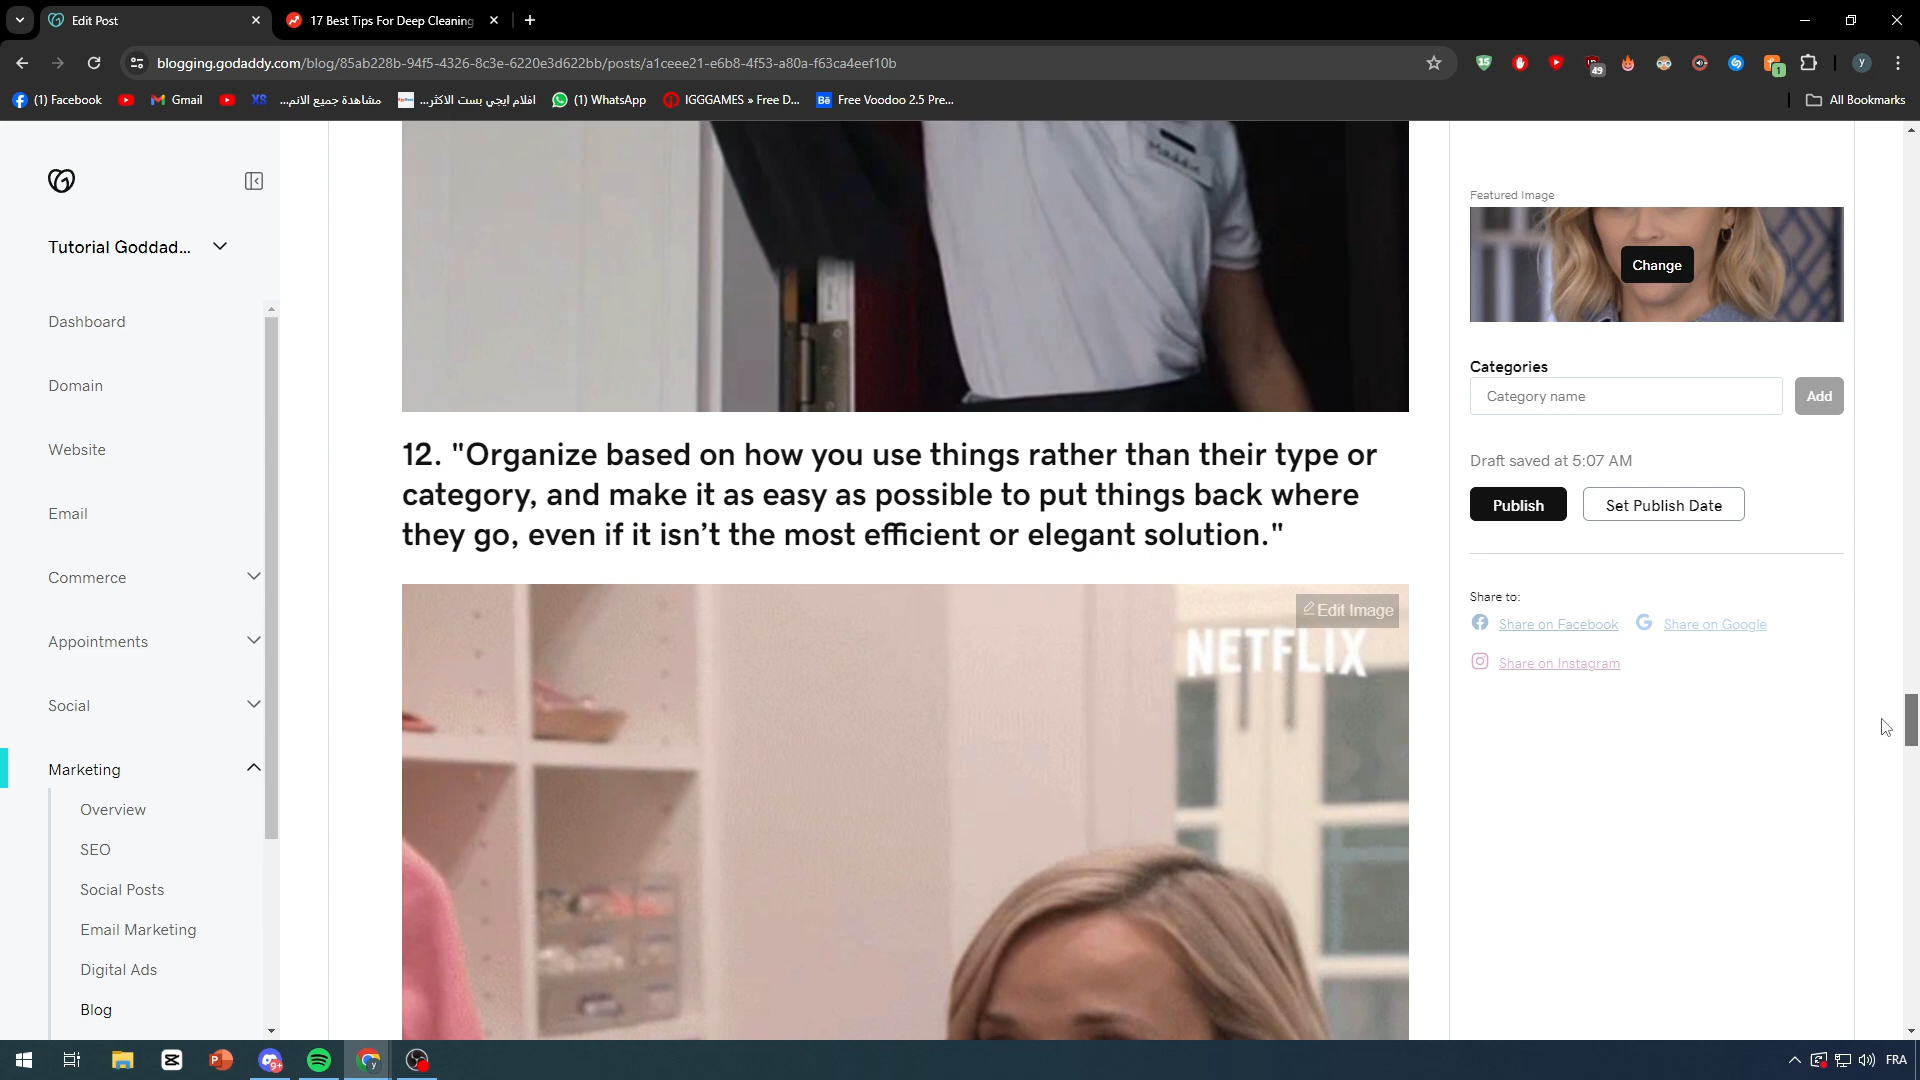 Edit Post
17 Best Tips For Deep Cleaning
blogging.godaddy.com/blog/85ab228b-94f5-4326-8c3e-6220e3d622bb/posts/a1ceee21-e6b8-4f53-a80a-f63ca4eef10b
15
49
1
y
(1) Facebook
Gmail
XS
مشاهدة جميع الانم...
افلام ايجي بست الاكثر...
(1) WhatsApp
IGGGAMES » Free D...
Bē
Free Voodoo 2.5 Pre...
All Bookmarks
Tutorial Goddad...
Dashboard
Domain
Website
Email
Commerce
Appointments
Social
Marketing
Overview
SEO
Social Posts
Email Marketing
Digital Ads
Blog
12. "Organize based on how you use things rather than their type or
category, and make it as easy as possible to put things back where
they go, even if it isn’t the most efficient or elegant solution."
Edit Image
NETFLIX
Featured Image
Change
Categories
Category name
Add
Draft saved at 5:07 AM
Publish
Set Publish Date
Share to:
Share on Facebook
Share on Google
Share on Instagram
9+
FRA